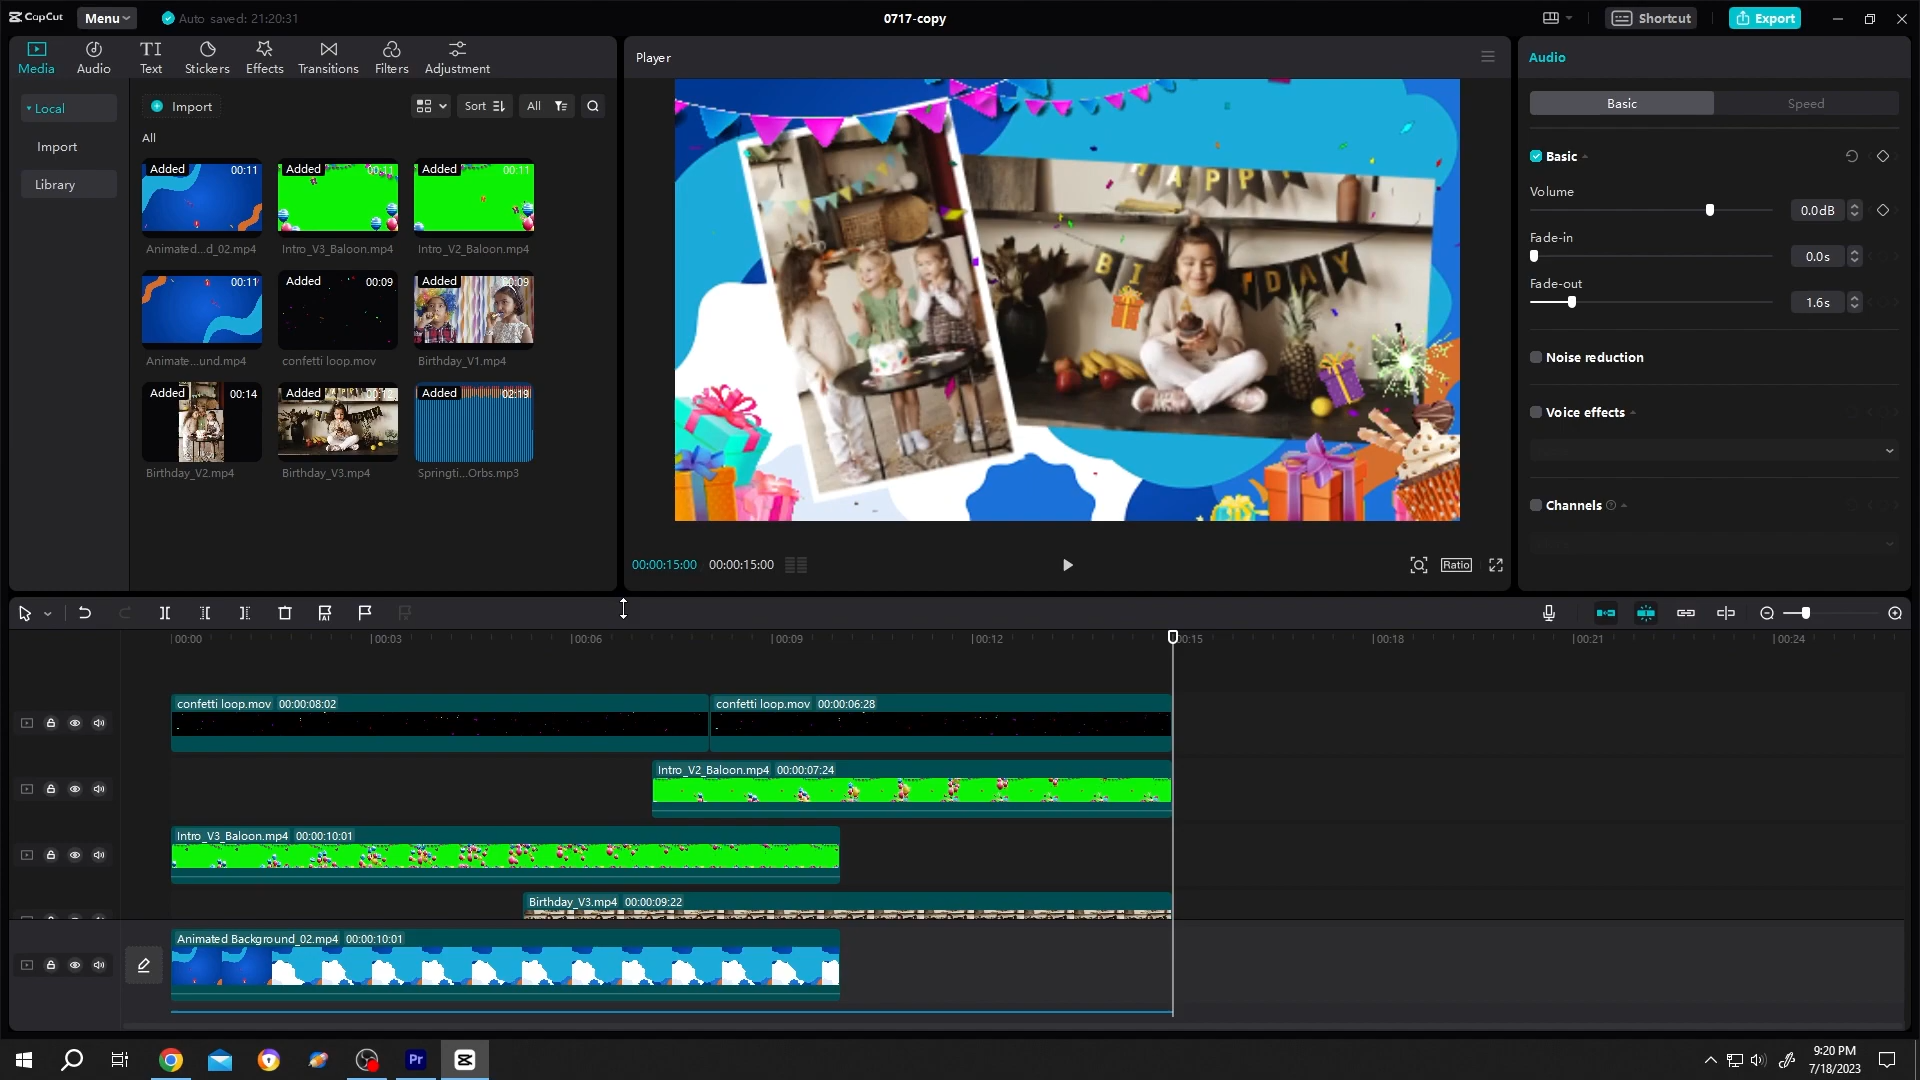 CapCut
Menu
Auto saved: 21:20:31
0717-copy
Shortcut
Export
Media
Audio
Text
Stickers
Effects
Transitions
Filters
Adjustment
Local
Import
Library
Import
Sort
All
All
Added 00:11
Added 00:11
Added 00:11
Animated...d_02.mp4
Intro_V3_Baloon.mp4
Intro_V2_Baloon.mp4
00:11
Added 00:09
Added 00:09
Animate...und.mp4
confetti loop.mov
Birthday_V1.mp4
Added 00:14
Added
Added 02:19
Birthday_V2.mp4
Birthday_V3.mp4
Springti...Orbs.mp3
Player
HAPPY
BI
DAY
00:00:15:00 00:00:15:00
Ratio
Audio
Basic
Speed
Basic
Volume
0.0dB
Fade-in
0.0s
Fade-out
1.6s
Noise reduction
Voice effects
Channels
00:00
00:03
00:06
00:09
00:12
00:15
00:18
00:21
00:24
confetti loop.mov 00:00:08:02
confetti loop.mov 00:00:06:28
Intro_V2_Baloon.mp4 00:00:07:24
Intro_V3_Baloon.mp4 00:00:10:01
Birthday_V3.mp4 00:00:09:22
Animated Background_02.mp4 00:00:10:01
Pr
9:20 PM
7/18/2023